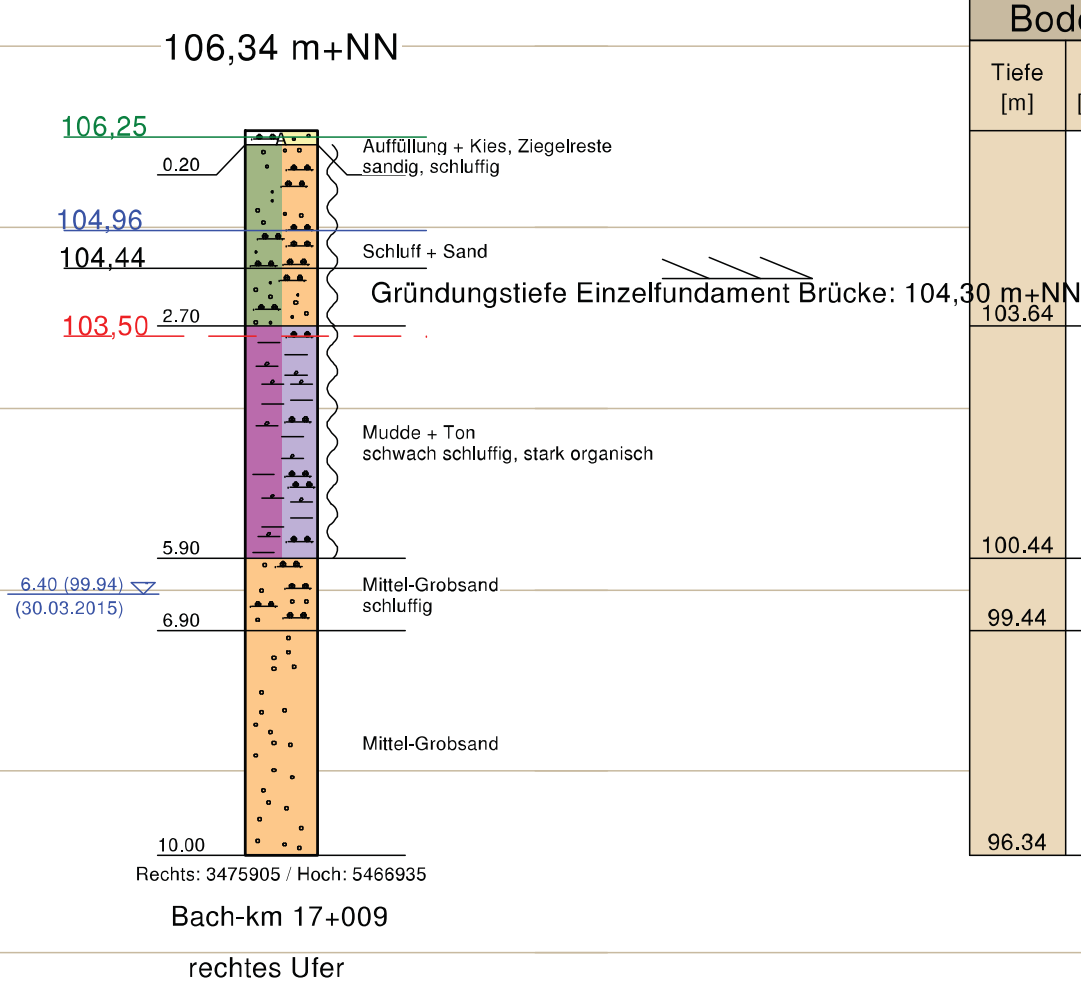 106,34 m+NN
Bod
Tiefe
[m]
[
106,25
A
Auffüllung + Kies, Ziegelreste
0.20
sandig, schluffig
104,96
104,44
Schluff + Sand
Gründungstiefe Einzelfundament Brücke: 104,30 m+NN
103,50
2.70
103.64
Mudde + Ton
schwach schluffig, stark organisch
5.90
100.44
6.40 (99.94)
(30.03.2015)
Mittel-Grobsand
schluffig
6.90
99.44
Mittel-Grobsand
10.00
96.34
Rechts: 3475905 / Hoch: 5466935
Bach-km 17+009
rechtes Ufer